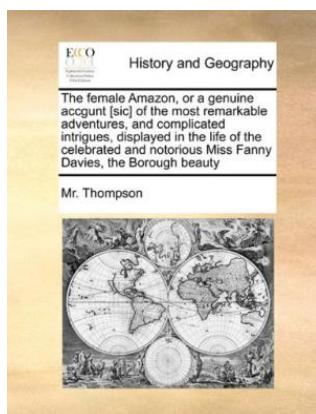 ECCO
History and Geography
The female Amazon, or a genuine
accgunt [sic] of the most remarkable
adventures, and complicated
intrigues, displayed in the life of the
celebrated and notorious Miss Fanny
Davies, the Borough beauty
Mr. Thompson